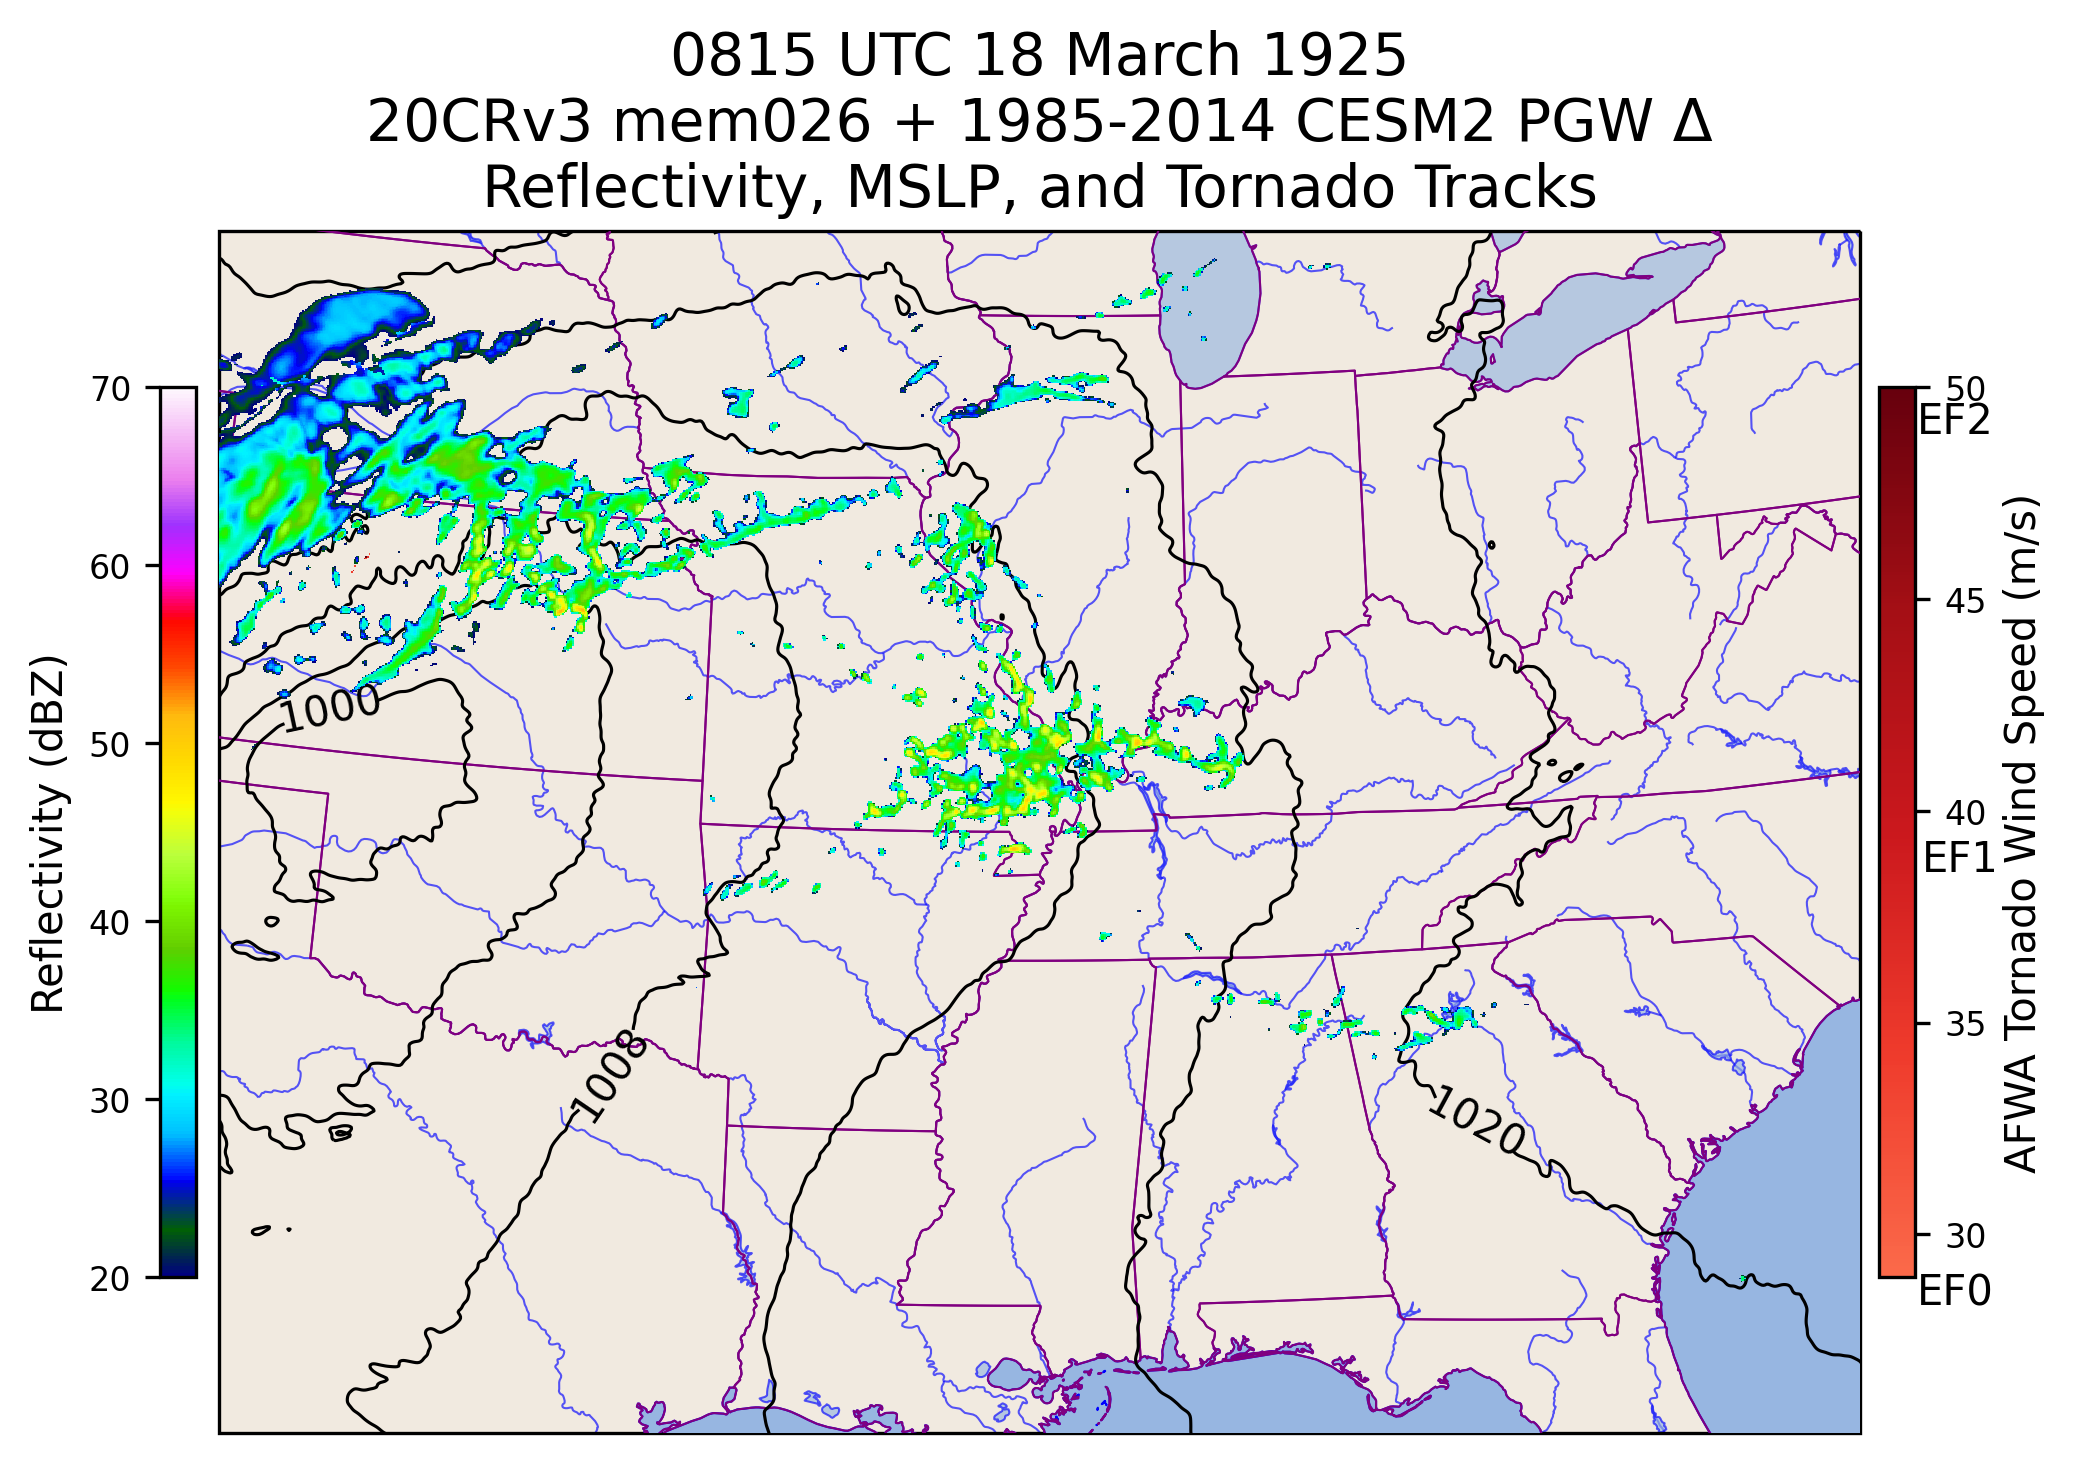 0815 UTC 18 March 1925
20CRv3 mem026 + 1985-2014 CESM2 PGW Δ
Reflectivity, MSLP, and Tornado Tracks
70
60
50
40
30
20
Reflectivity (dBZ)
1000
1008
1020
50
EF2
45
40
EF1
35
30
EF0
AFWA Tornado Wind Speed (m/s)